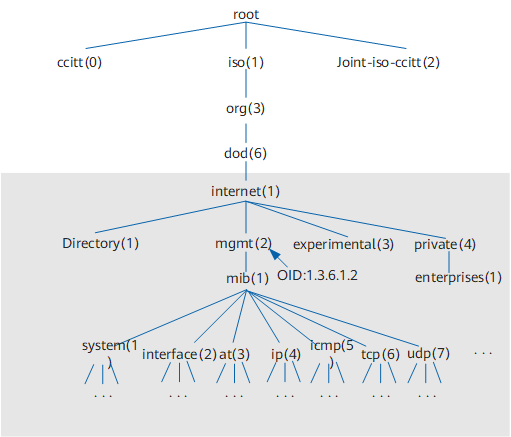 root
ccitt(0) iso(1) Joint-iso-ccitt(2)
org(3)
dod(6)
internet(1)
Directory(1) mgmt(2) experimental(3) private(4)
mib(1) OID:1.3.6.1.2 enterprises(1)
system(1
) interface(2) at(3) ip(4) icmp(5
) tcp(6) udp(7) . . .
. . . . . . . . . . . . . . . . . . . . .